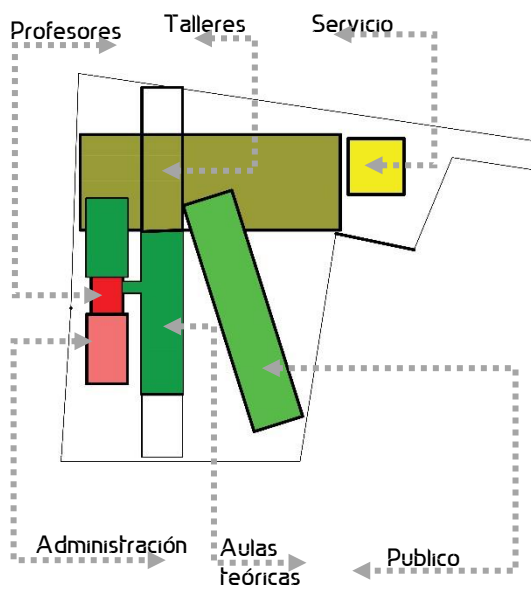 Profesores
Talleres
Servicio
Administración
Aulas
teóricas
Publico